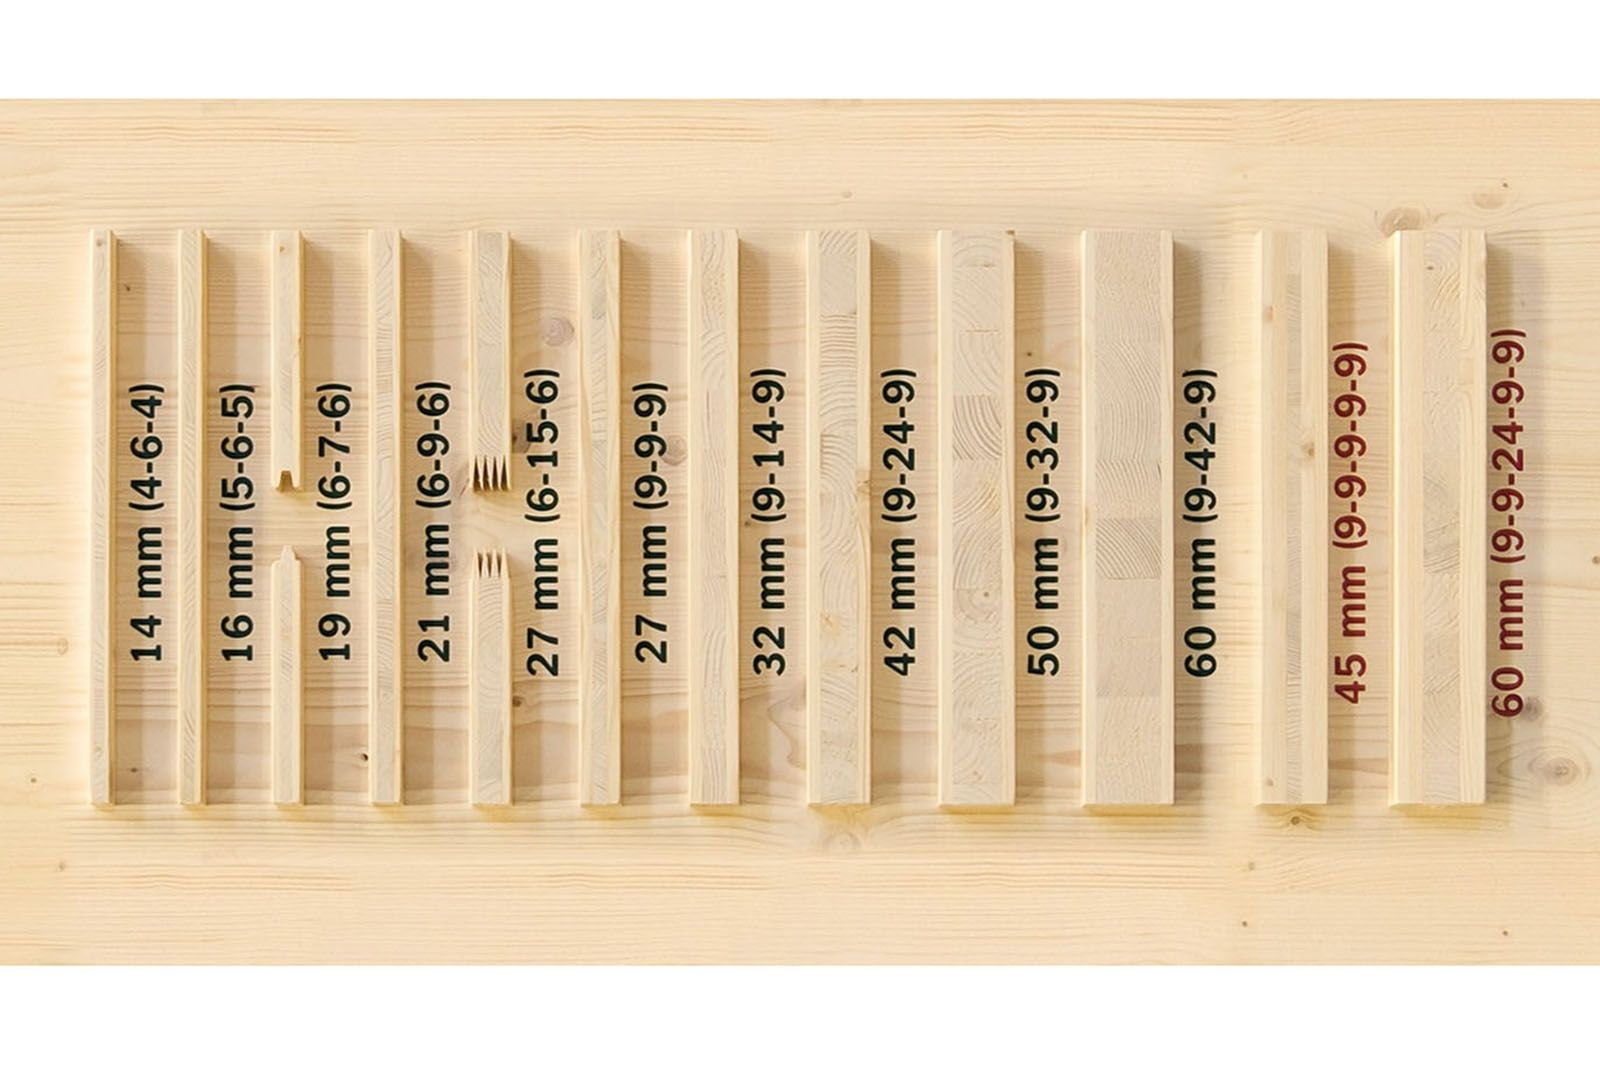 14 mm (4-6-4)
16 mm (5-6-5)
19 mm (6-7-6)
21 mm (6-9-6)
27 mm (6-15-6)
27 mm (9-9-9)
32 mm (9-14-9)
42 mm (9-24-9)
50 mm (9-32-9)
60 mm (9-42-9)
45 mm (9-9-9-9-9)
60 mm (9-9-24-9-9)